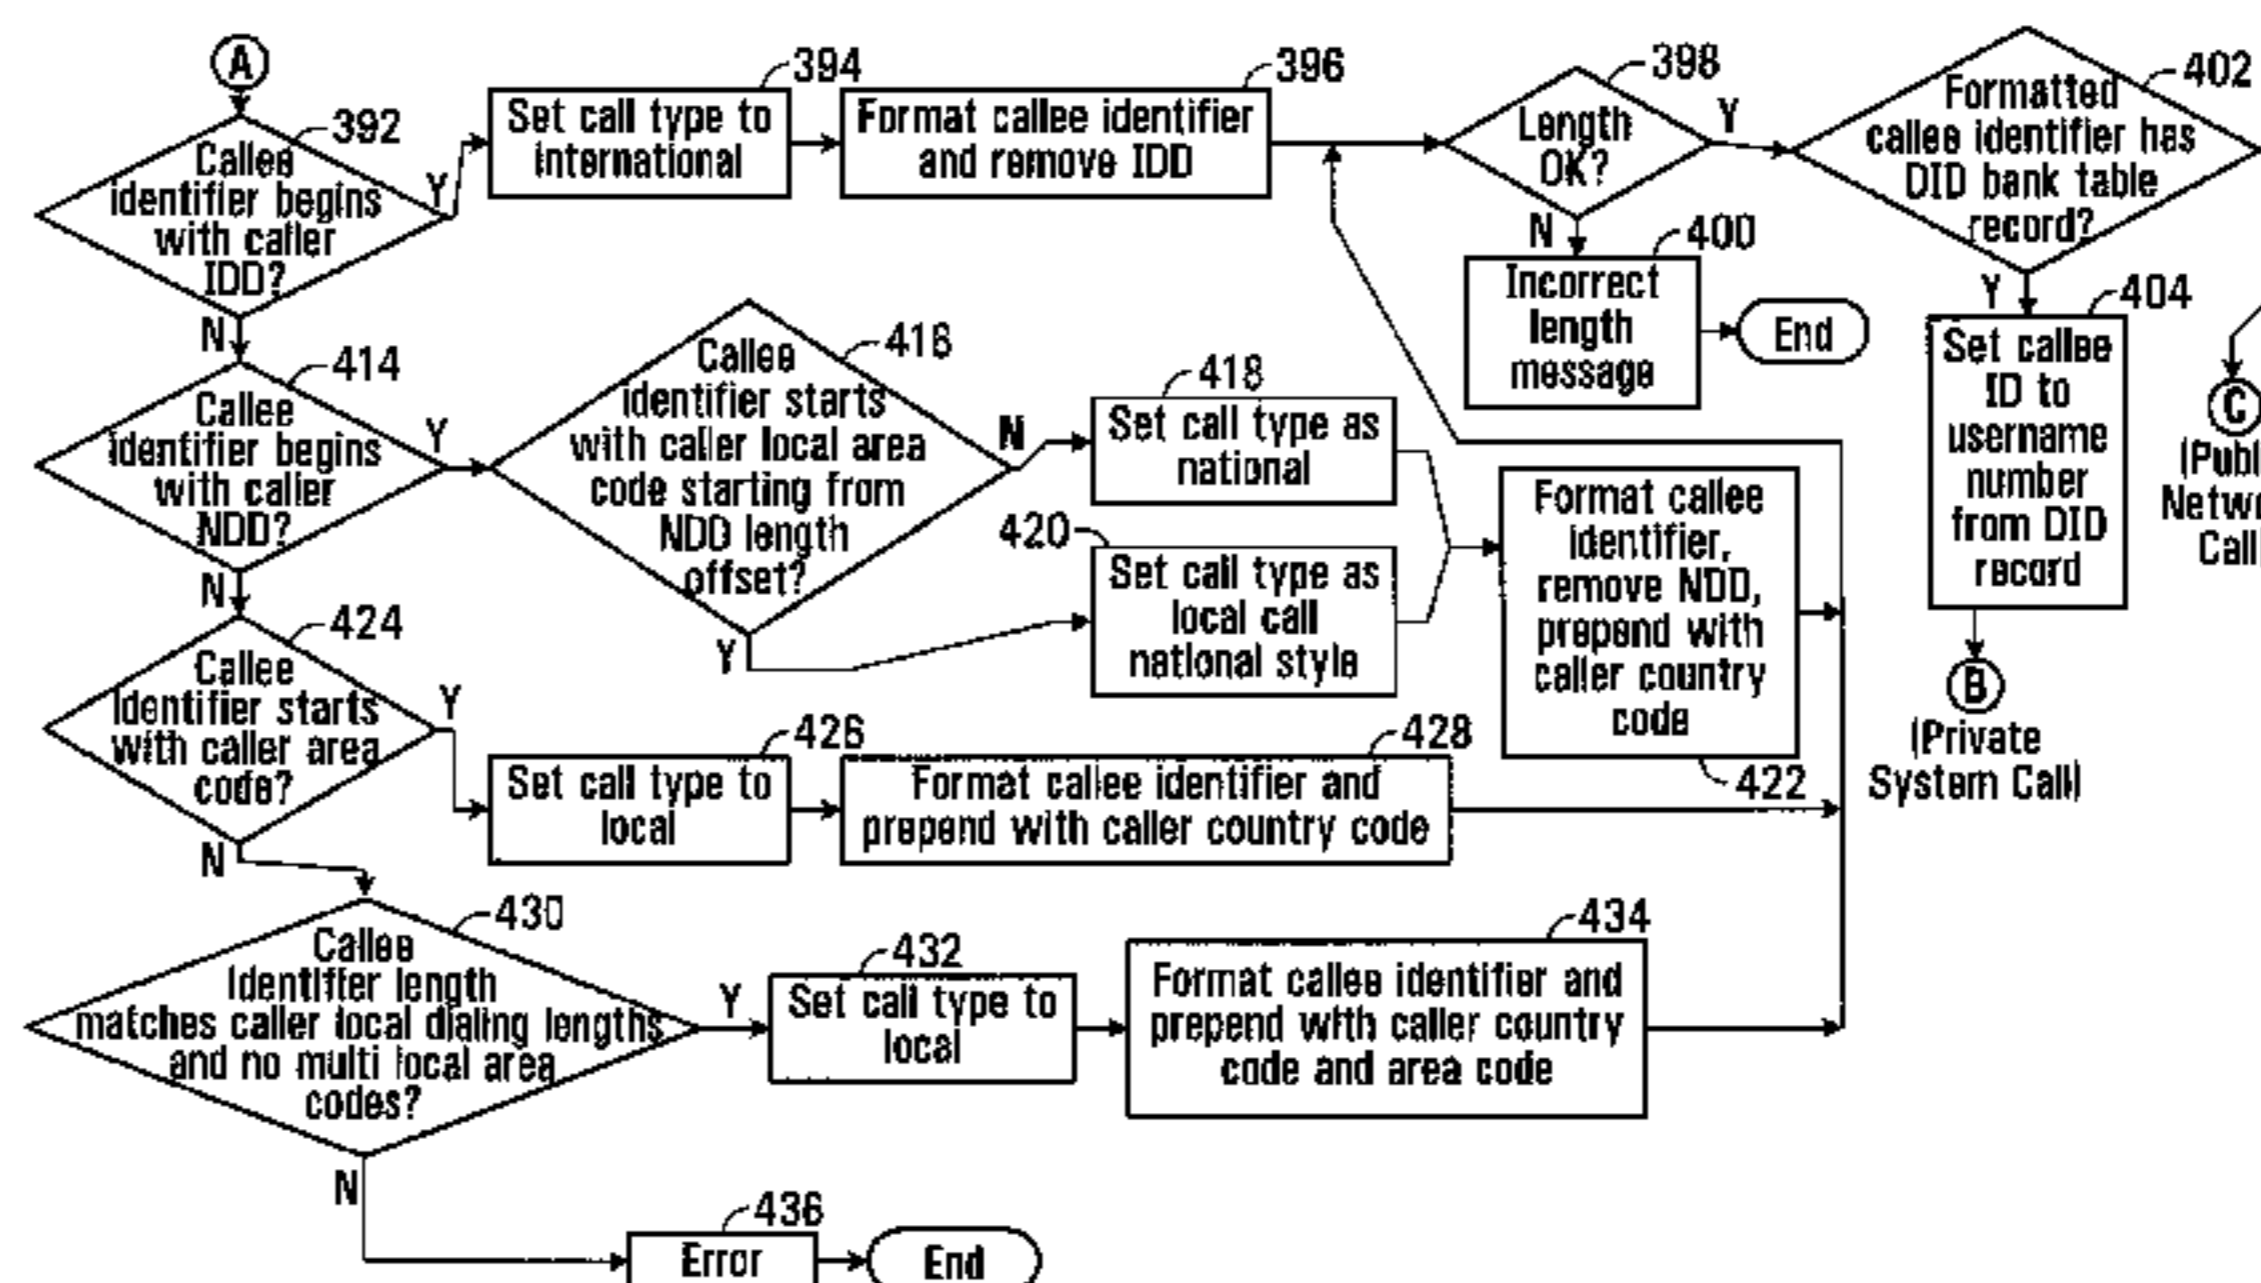 A
392
Callee
identifier begins
with caller
IDD?
Y
N
394
Set call type to
international
396
Format callee identifier
and remove IDD
398
Length
OK?
Y
N
400
Incorrect
length
message
End
402
Formatted
callee identifier has
DID bank table
record?
Y
404
Set callee
ID to
username
number
from DID
record
B
(Private
System Call)
C
414
Callee
identifier begins
with caller
NDD?
Y
N
416
Callee
identifier starts
with caller local area
code starting from
NDD length
offset?
N
Y
418
Set call type as
national
420
Set call type as
local call
national style
Format callee
identifier,
remove NDD,
prepend with
caller country
code
422
424
Callee
identifier starts
with caller area
code?
Y
N
426
Set call type to
local
428
Format callee identifier and
prepend with caller country code
430
Callee
identifier length
matches caller local dialing lengths
and no multi local area
codes?
Y
N
432
Set call type to
local
434
Format callee identifier and
prepend with caller country
code and area code
436
Error
End